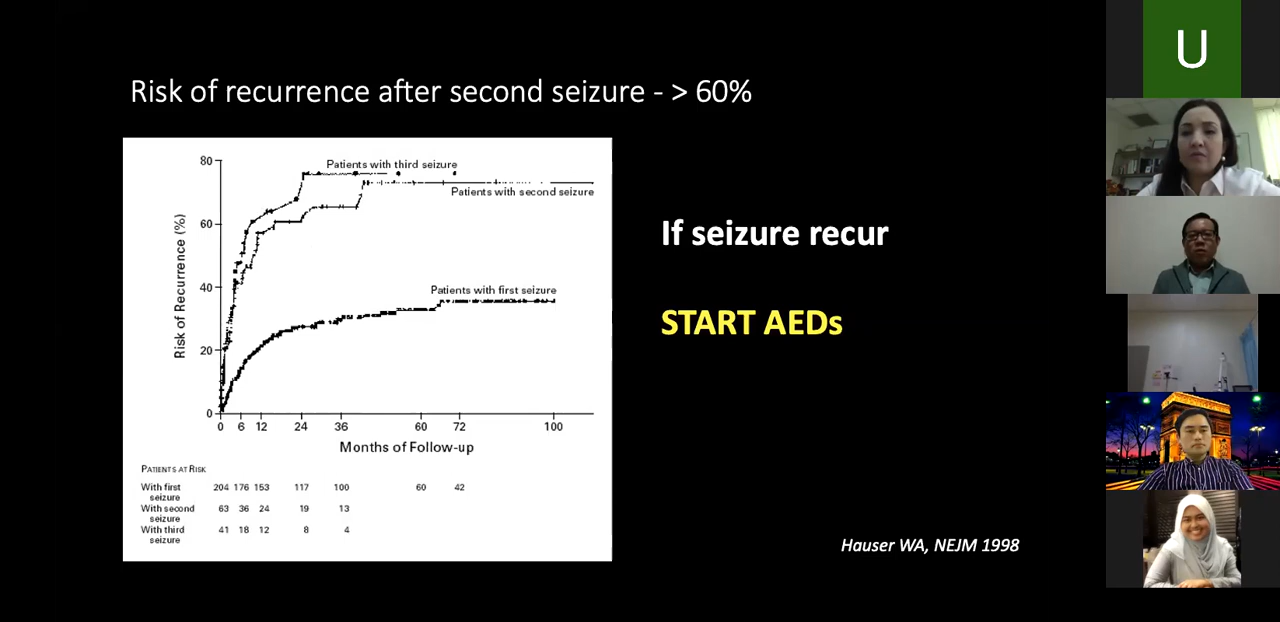 U
Risk of recurrence after second seizure - > 60%
80
60
40
20
0
Risk of Recurrence (%)
Patients with third seizure
Patients with second seizure
Patients with first seizure
0 6 12 24 36 60 72 100
Months of Follow-up
PATIENTS AT RISK
With first 204 176 153 117 100 60 42
seizure
With second 63 36 24 19 13
seizure
With third 41 18 12 8 4
seizure
If seizure recur
START AEDs
Hauser WA, NEJM 1998